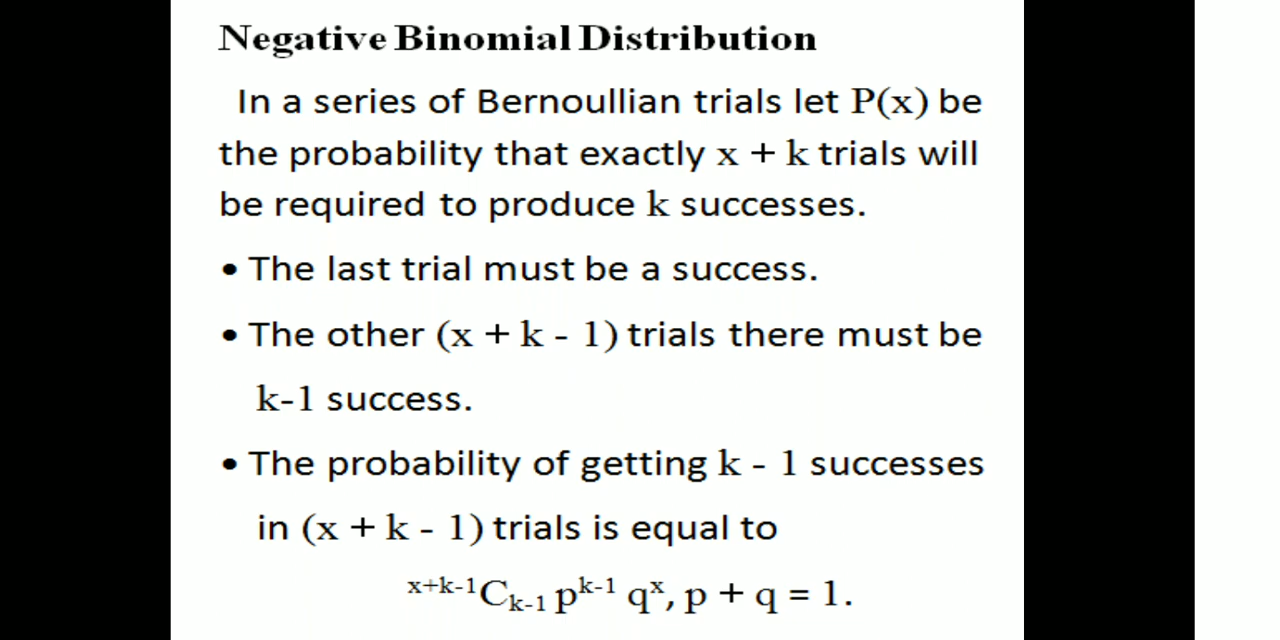 Negative Binomial Distribution
In a series of Bernoullian trials let P(x) be
the probability that exactly x + k trials will
be required to produce k successes.
• The last trial must be a success.
• The other (x + k - 1) trials there must be
k-1 success.
• The probability of getting k - 1 successes
in (x + k - 1) trials is equal to
ˣ⁺ᵏ⁻¹Cₖ₋₁ pᵏ⁻¹ qˣ, p + q = 1.